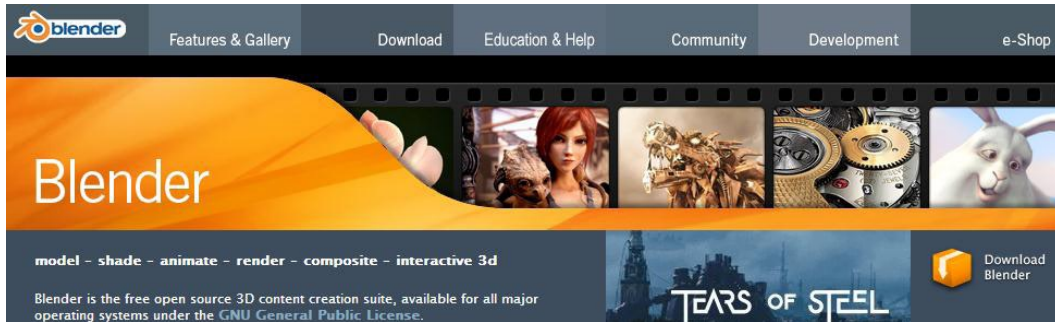 blender
Features & Gallery
Download
Education & Help
Community
Development
e-Shop
Blender
model - shade - animate - render - composite - interactive 3d
Blender is the free open source 3D content creation suite, available for all major
operating systems under the GNU General Public License.
TEARS OF STEEL
Download
Blender